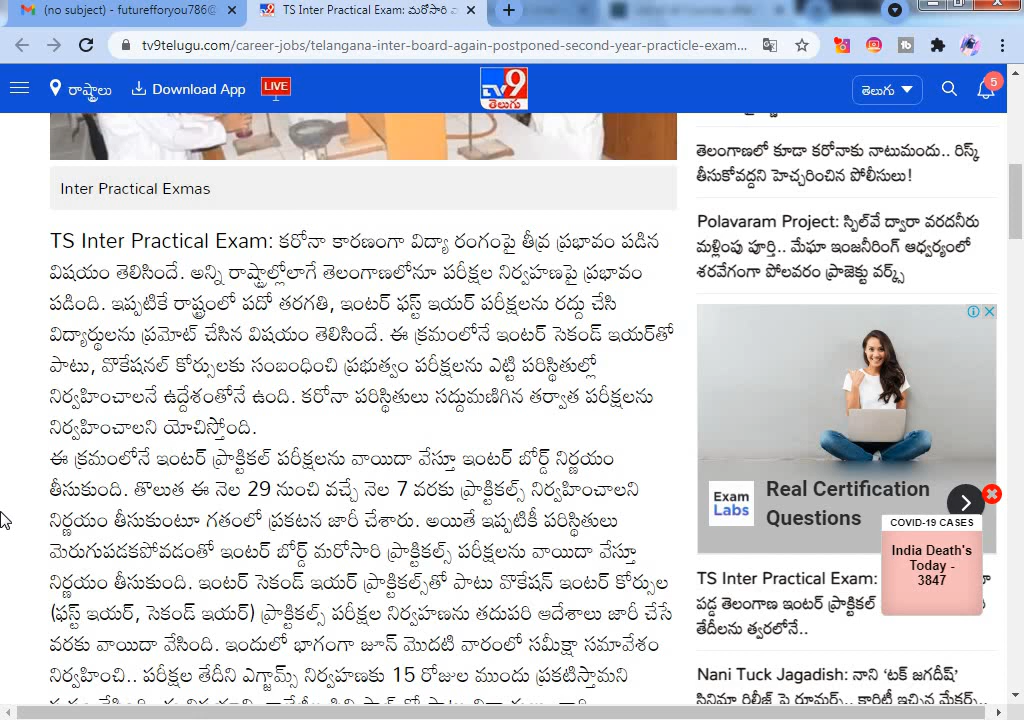 (no subject) - futurefforyou786@
TS Inter Practical Exam: మరోసారి
tv9telugu.com/career-jobs/telangana-inter-board-again-postponed-second-year-practicle-exam...
రాష్ట్రాలు
Download App
LIVE
tv9
తెలుగు
తెలుగు
5
Inter Practical Exmas
TS Inter Practical Exam: కరోనా కారణంగా విద్యా రంగంపై తీవ్ర ప్రభావం పడిన
విషయం తెలిసిందే. అన్ని రాష్ట్రాల్లోలాగే తెలంగాణలోనూ పరీక్షల నిర్వహణపై ప్రభావం
పడింది. ఇప్పటికే రాష్ట్రంలో పదో తరగతి, ఇంటర్ ఫస్ట్ ఇయర్ పరీక్షలను రద్దు చేసి
విద్యార్థులను ప్రమోట్ చేసిన విషయం తెలిసిందే. ఈ క్రమంలోనే ఇంటర్ సెకండ్ ఇయర్‌తో
పాటు, వొకేషనల్ కోర్సులకు సంబంధించి ప్రభుత్వం పరీక్షలను ఎట్టి పరిస్థితుల్లో
నిర్వహించాలనే ఉద్దేశంతోనే ఉంది. కరోనా పరిస్థితులు సద్దుమణిగిన తర్వాత పరీక్షలను
నిర్వహించాలని యోచిస్తోంది.
ఈ క్రమంలోనే ఇంటర్ ప్రాక్టికల్ పరీక్షలను వాయిదా వేస్తూ ఇంటర్ బోర్డ్ నిర్ణయం
తీసుకుంది. తొలుత ఈ నెల 29 నుంచి వచ్చే నెల 7 వరకు ప్రాక్టికల్స్ నిర్వహించాలని
నిర్ణయం తీసుకుంటూ గతంలో ప్రకటన జారీ చేశారు. అయితే ఇప్పటికీ పరిస్థితులు
మెరుగుపడకపోవడంతో ఇంటర్ బోర్డ్ మరోసారి ప్రాక్టికల్స్ పరీక్షలను వాయిదా వేస్తూ
నిర్ణయం తీసుకుంది. ఇంటర్ సెకండ్ ఇయర్ ప్రాక్టికల్స్‌తో పాటు వొకేషన్ ఇంటర్ కోర్సుల
(ఫస్ట్ ఇయర్, సెకండ్ ఇయర్) ప్రాక్టికల్స్ పరీక్షల నిర్వహణను తదుపరి ఆదేశాలు జారీ చేసే
వరకు వాయిదా వేసింది. ఇందులో భాగంగా జూన్ మొదటి వారంలో సమీక్షా సమావేశం
నిర్వహించి.. పరీక్షల తేదీని ఎగ్జామ్స్ నిర్వహణకు 15 రోజుల ముందు ప్రకటిస్తామని
తెలంగాణలో కూడా కరోనాకు నాటుమందు.. రిస్క్
తీసుకోవద్దని హెచ్చరించిన పోలీసులు!
Polavaram Project: స్పిల్‌వే ద్వారా వరదనీరు
మళ్లింపు పూర్తి.. మేఘా ఇంజనీరింగ్ ఆధ్వర్యంలో
శరవేగంగా పోలవరం ప్రాజెక్టు వర్క్స్
Exam
Labs
Real Certification
Questions
COVID-19 CASES
India Death's
Today -
3847
TS Inter Practical Exam:
పడ్డ తెలంగాణ ఇంటర్ ప్రాక్టికల్
తేదీలను త్వరలోనే..
Nani Tuck Jagadish: నాని ‘టక్ జగదీష్’
సినిమా రిలీజ్ పై రూమర్స్.. క్లారిటీ ఇచ్చిన మేకర్స్..